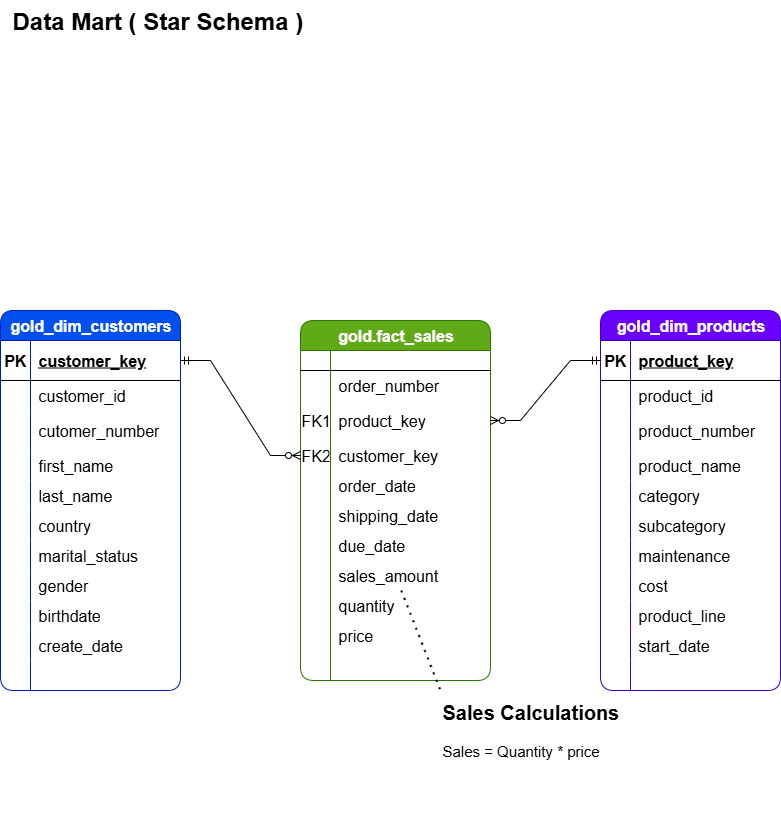 Data Mart ( Star Schema )
gold_dim_customers
PK customer_key
customer_id
cutomer_number
first_name
last_name
country
marital_status
gender
birthdate
create_date
gold.fact_sales
order_number
FK1 product_key
FK2 customer_key
order_date
shipping_date
due_date
sales_amount
quantity
price
gold_dim_products
PK product_key
product_id
product_number
product_name
category
subcategory
maintenance
cost
product_line
start_date
Sales Calculations
Sales = Quantity * price